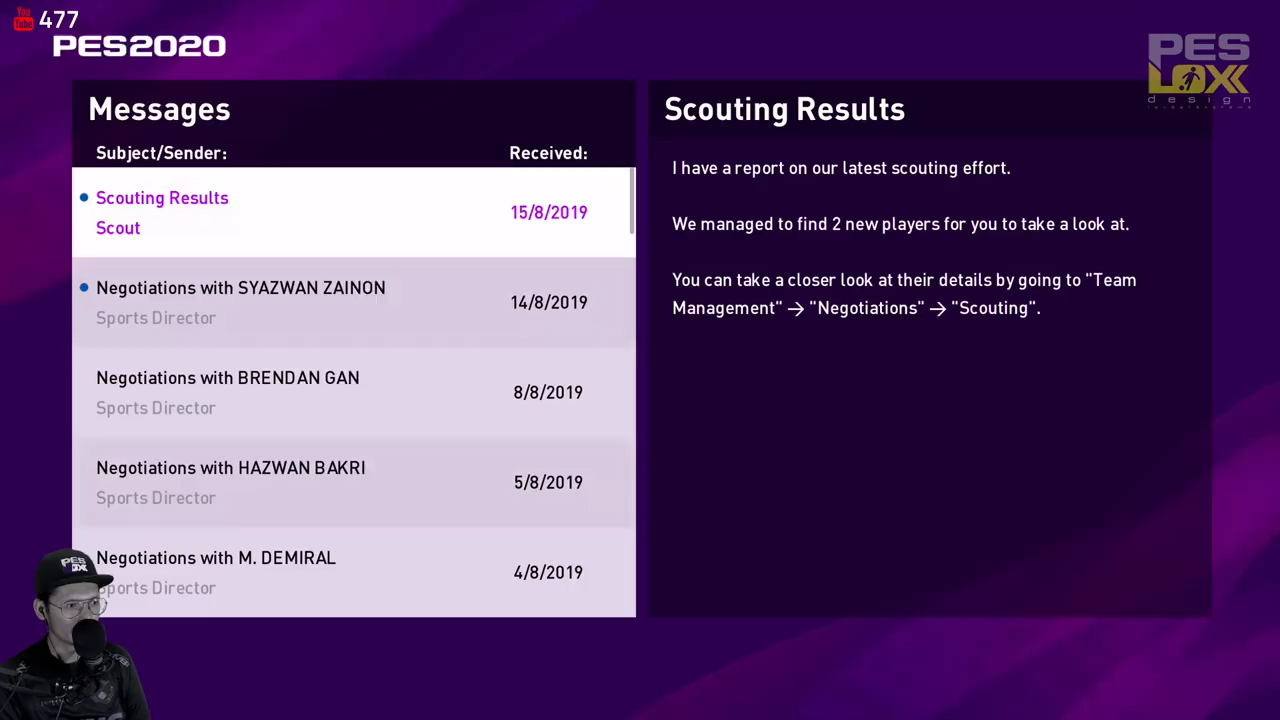 You Tube 477
PES2020
PES
LOXX
design
Messages
Subject/Sender:
Received:
Scouting Results
Scout
15/8/2019
Negotiations with SYAZWAN ZAINON
Sports Director
14/8/2019
Negotiations with BRENDAN GAN
Sports Director
8/8/2019
Negotiations with HAZWAN BAKRI
Sports Director
5/8/2019
Negotiations with M. DEMIRAL
Sports Director
4/8/2019
Scouting Results
I have a report on our latest scouting effort.
We managed to find 2 new players for you to take a look at.
You can take a closer look at their details by going to "Team
Management" → "Negotiations" → "Scouting".
PES